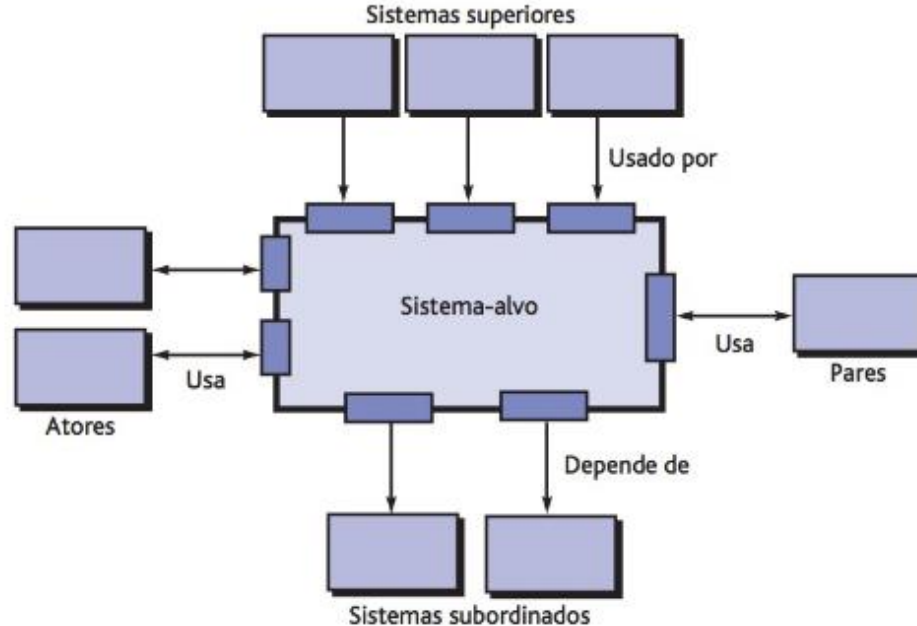 Sistemas superiores
Usado por
Sistema-alvo
Usa
Usa
Pares
Atores
Depende de
Sistemas subordinados